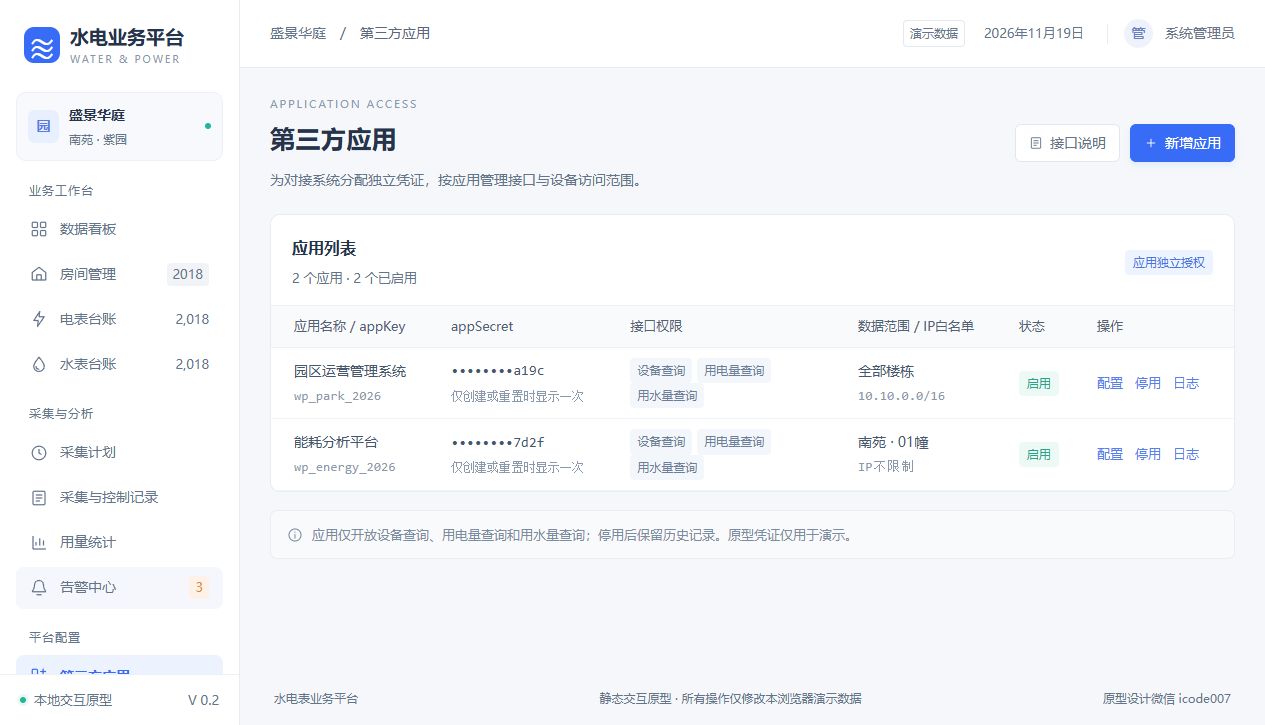 水电业务平台
WATER & POWER
园
盛景华庭
南苑 · 紫园
业务工作台
数据看板
房间管理 2018
电表台账 2,018
水表台账 2,018
采集与分析
采集计划
采集与控制记录
用量统计
告警中心 3
平台配置
第三方应用
本地交互原型 V 0.2
盛景华庭 / 第三方应用
演示数据 2026年11月19日 管 系统管理员
APPLICATION ACCESS
第三方应用
为对接系统分配独立凭证，按应用管理接口与设备访问范围。
接口说明 + 新增应用
应用列表
2 个应用 · 2 个已启用
应用独立授权
应用名称 / appKey appSecret 接口权限 数据范围 / IP白名单 状态 操作
园区运营管理系统 ••••••••a19c 设备查询 用电量查询 全部楼栋
wp_park_2026 仅创建或重置时显示一次 用水量查询 10.10.0.0/16
启用 配置 停用 日志
能耗分析平台 ••••••••7d2f 设备查询 用电量查询 南苑 · 01幢
wp_energy_2026 仅创建或重置时显示一次 用水量查询 IP不限制
启用 配置 停用 日志
应用仅开放设备查询、用电量查询和用水量查询；停用后保留历史记录。原型凭证仅用于演示。
水电表业务平台 静态交互原型 · 所有操作仅修改本浏览器演示数据 原型设计微信 icode007